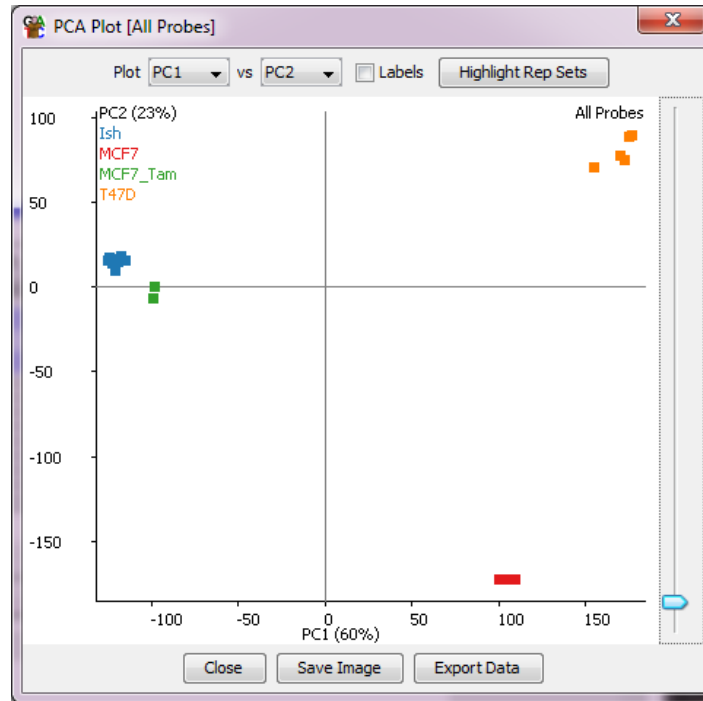 PCA Plot [All Probes]
Plot PC1 vs PC2 Labels Highlight Rep Sets
PC2 (23%)
All Probes
Ish
MCF7
MCF7_Tam
T47D
100
50
0
-50
-100
-150
-100 -50 0 50 100 150
PC1 (60%)
Close Save Image Export Data